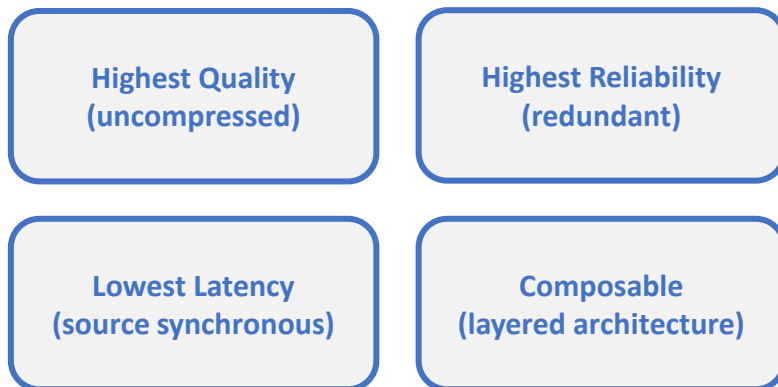 Highest Quality
(uncompressed)
Highest Reliability
(redundant)
Lowest Latency
(source synchronous)
Composable
(layered architecture)